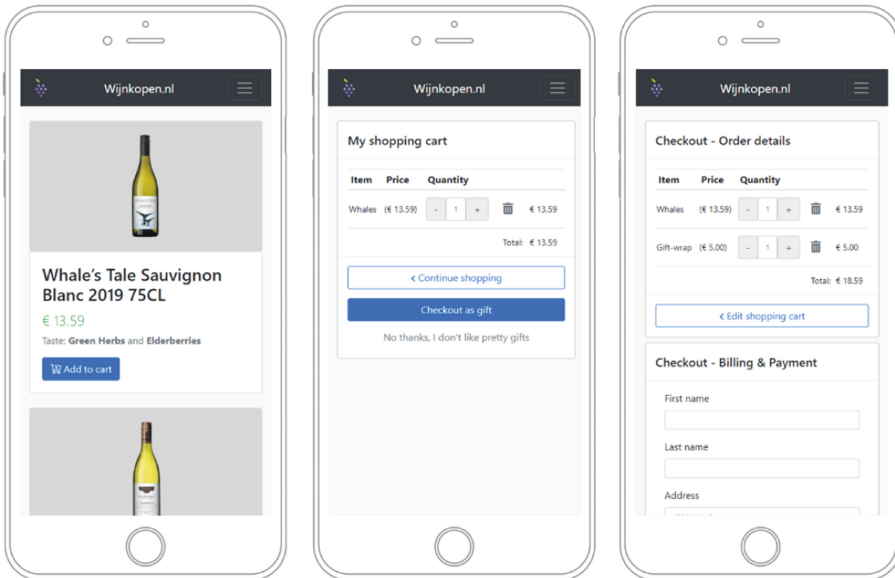 Wijnkopen.nl
Whale's Tale Sauvignon
Blanc 2019 75CL
€ 13.59
Taste: Green Herbs and Elderberries
Add to cart
Wijnkopen.nl
My shopping cart
Item Price Quantity
Whales (€ 13.59) - 1 + € 13.59
Total: € 13.59
< Continue shopping
Checkout as gift
No thanks, I don't like pretty gifts
Wijnkopen.nl
Checkout - Order details
Item Price Quantity
Whales (€ 13.59) - 1 + € 13.59
Gift-wrap (€ 5.00) - 1 + € 5.00
Total: € 18.59
< Edit shopping cart
Checkout - Billing & Payment
First name
Last name
Address